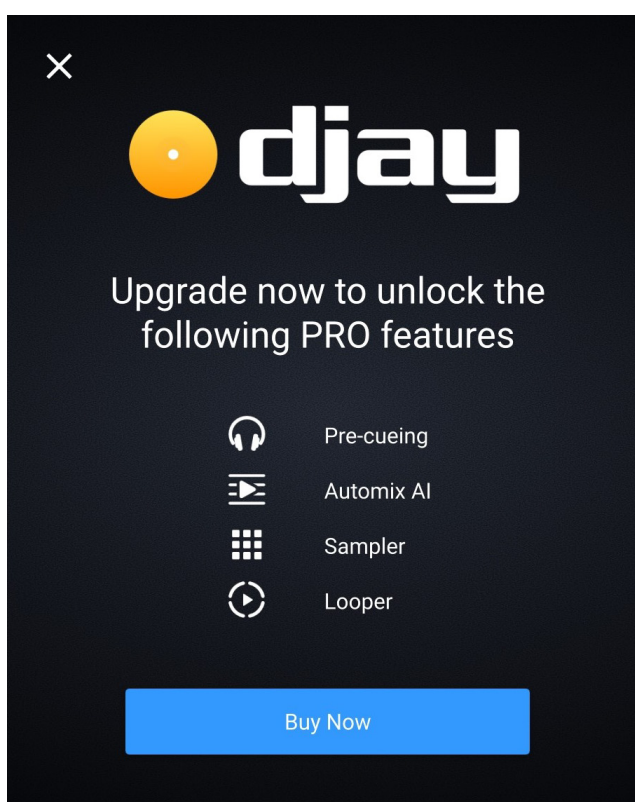 djay
Upgrade now to unlock the
following PRO features
Pre-cueing
Automix AI
Sampler
Looper
Buy Now